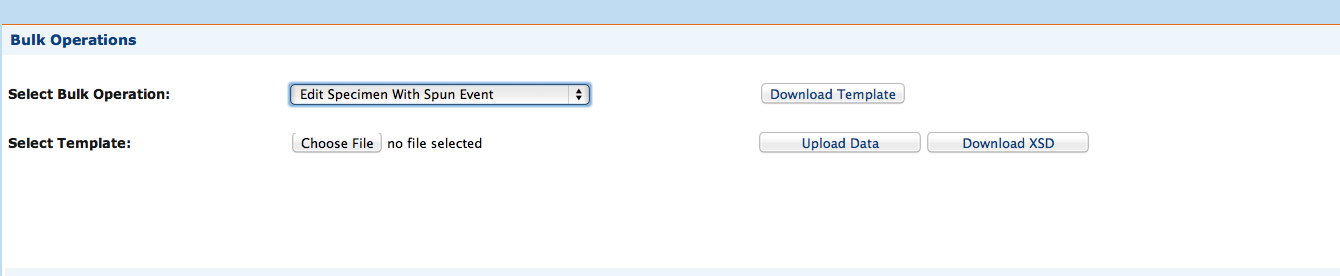 Bulk Operations
Select Bulk Operation: Edit Specimen With Spun Event Download Template
Select Template: Choose File no file selected Upload Data Download XSD